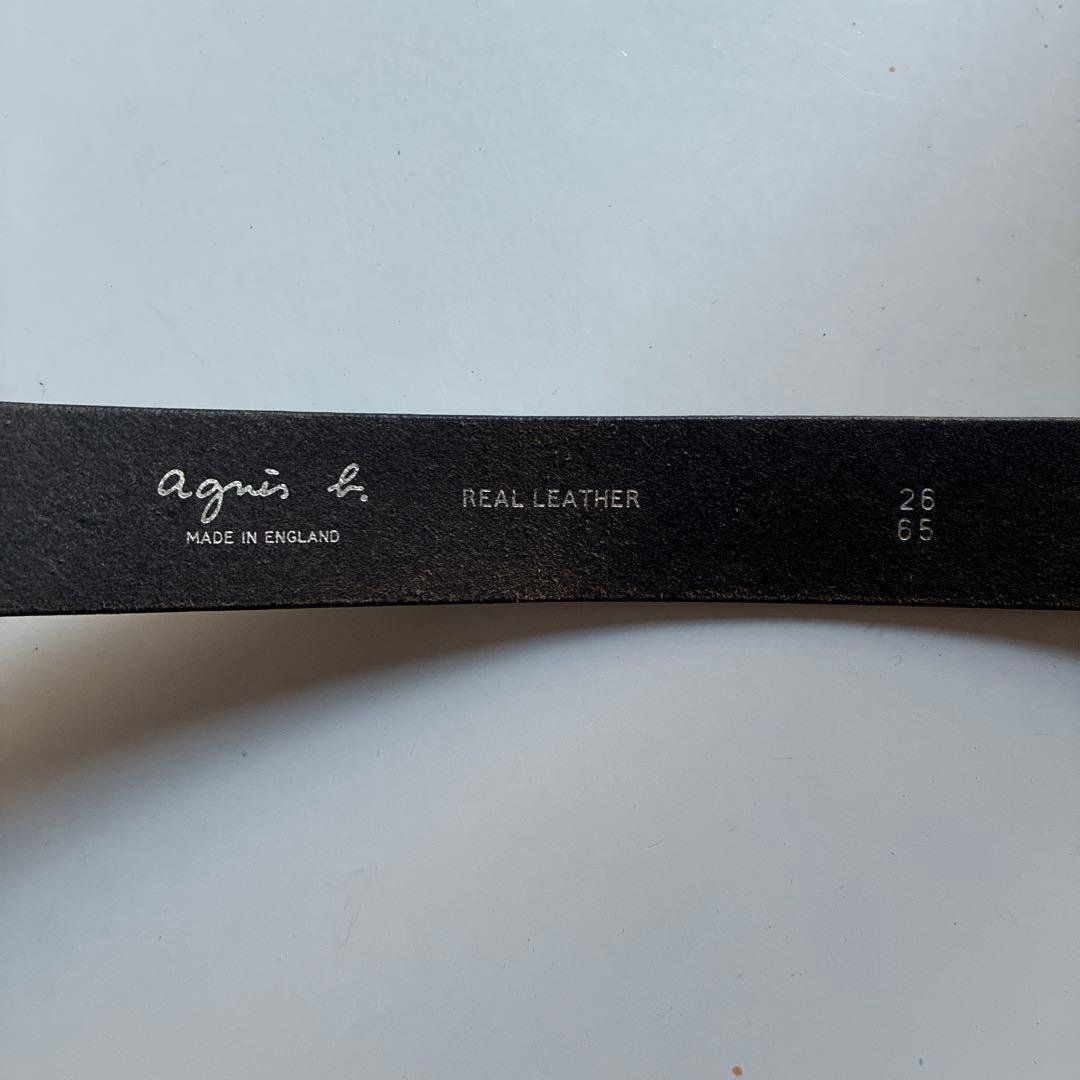 agnès b.
MADE IN ENGLAND
REAL LEATHER
26
65